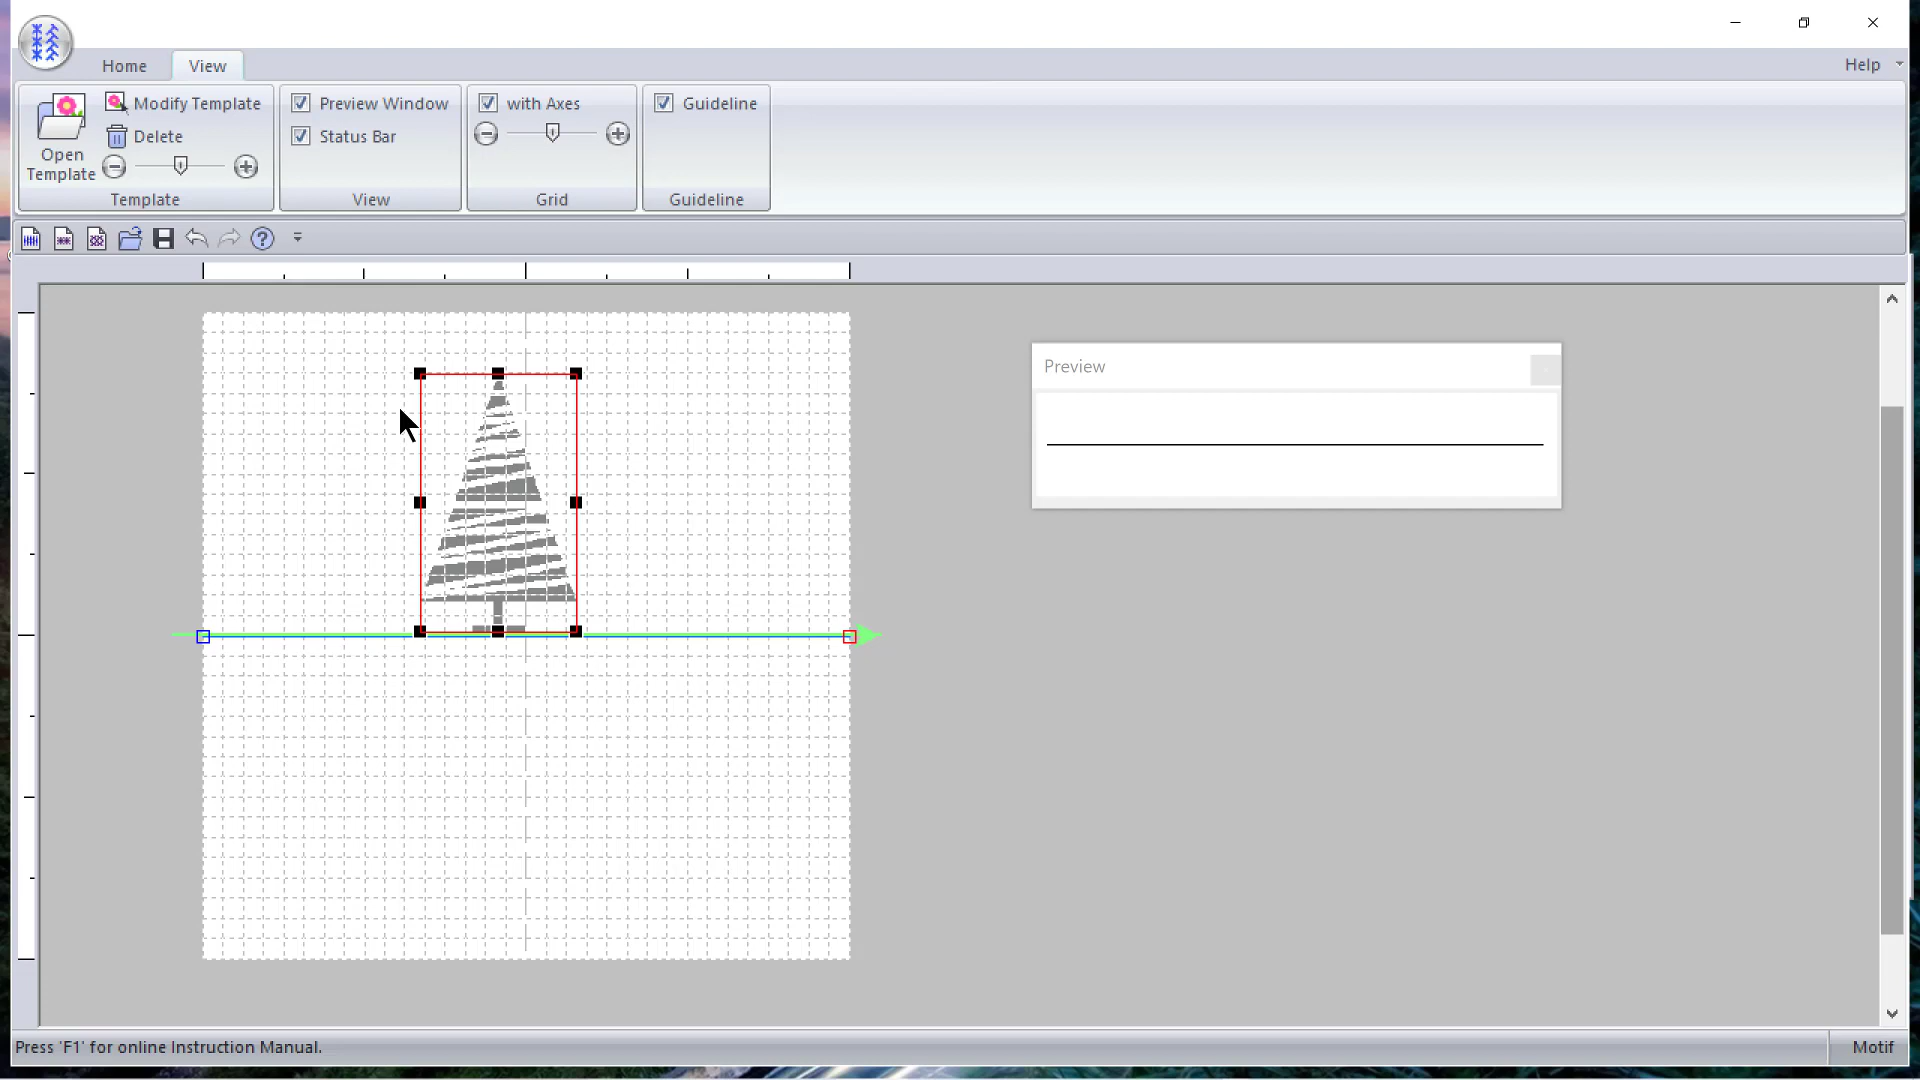 Home View Help
Open Template
Modify Template
Delete
Template
Preview Window
Status Bar
View
with Axes
Grid
Guideline
Guideline
Preview
Press 'F1' for online Instruction Manual.
Motif